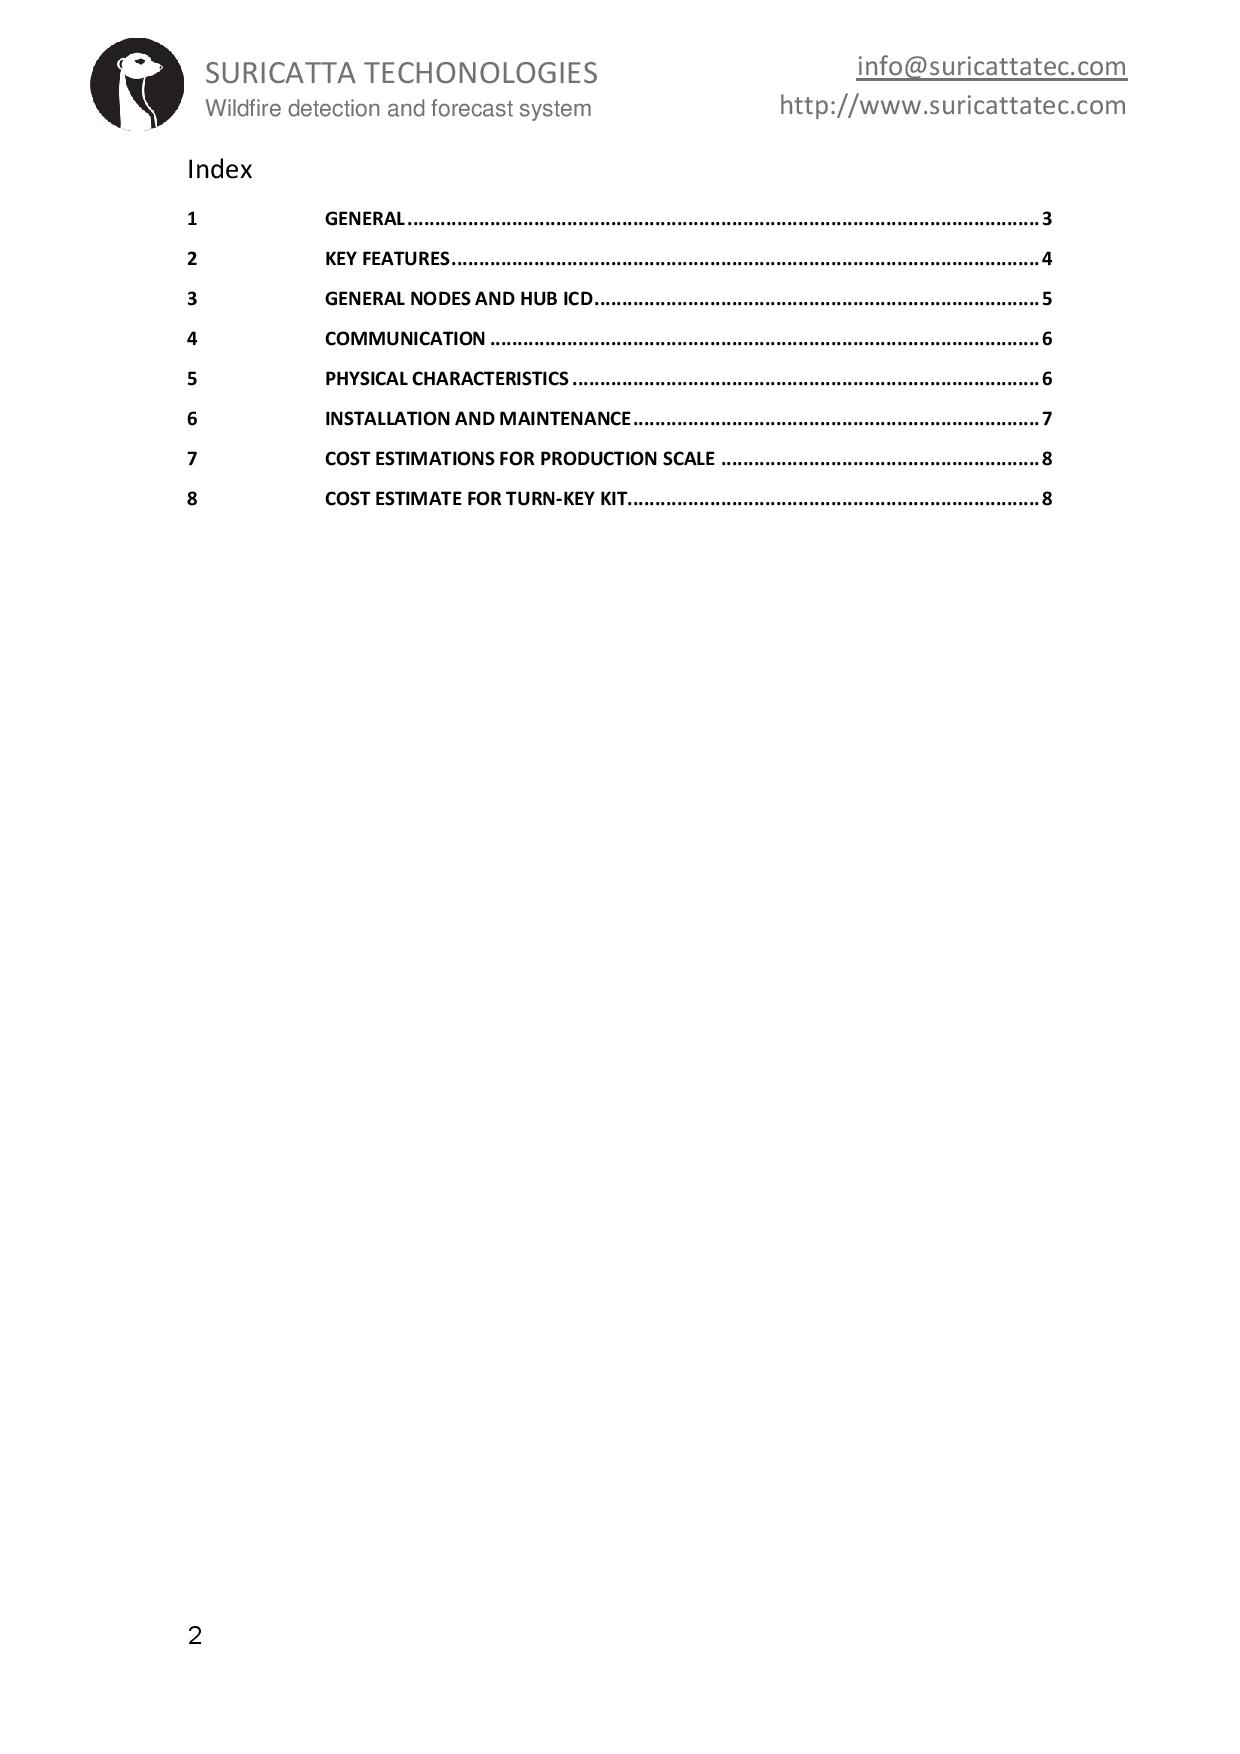 SURICATTA TECHONOLOGIES
Wildfire detection and forecast system
info@suricattatec.com
http://www.suricattatec.com
Index
1 GENERAL 3
2 KEY FEATURES 4
3 GENERAL NODES AND HUB ICD 5
4 COMMUNICATION 6
5 PHYSICAL CHARACTERISTICS 6
6 INSTALLATION AND MAINTENANCE 7
7 COST ESTIMATIONS FOR PRODUCTION SCALE 8
8 COST ESTIMATE FOR TURN-KEY KIT 8
2